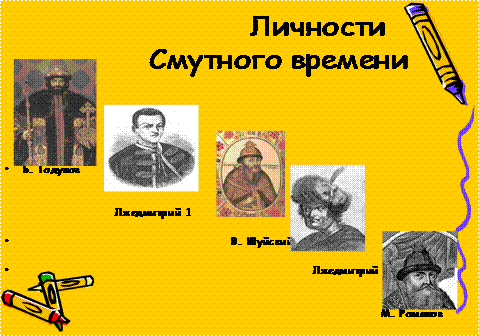 Личности
Смутного времени
Б. Годунов
Лжедмитрий 1
В. Шуйский
Лжедмитрий
М. Романов